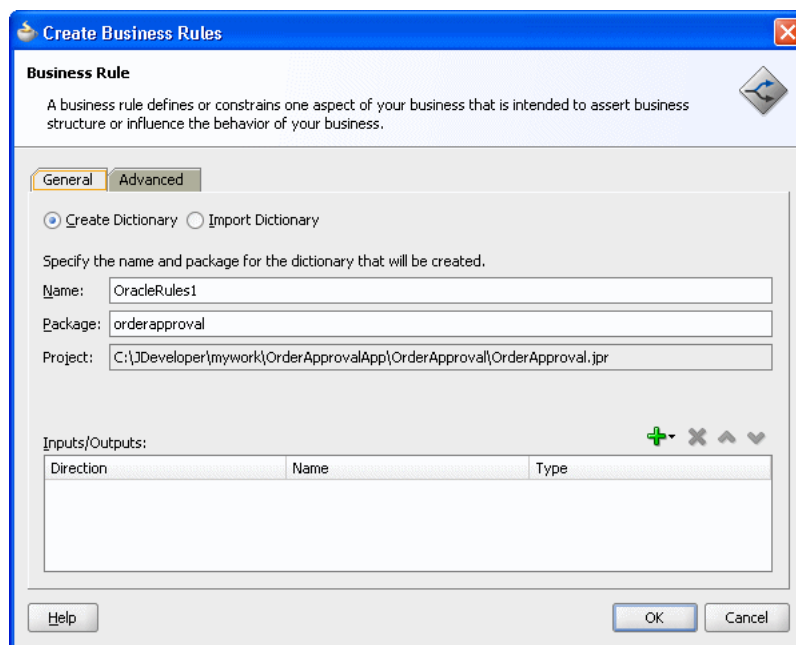 Create Business Rules
Business Rule
A business rule defines or constrains one aspect of your business that is intended to assert business
structure or influence the behavior of your business.
General Advanced
Create Dictionary Import Dictionary
Specify the name and package for the dictionary that will be created.
Name: OracleRules1
Package: orderapproval
Project: C:\JDeveloper\mywork\OrderApprovalApp\OrderApproval\OrderApproval.jpr
Inputs/Outputs:
Direction Name Type
Help OK Cancel